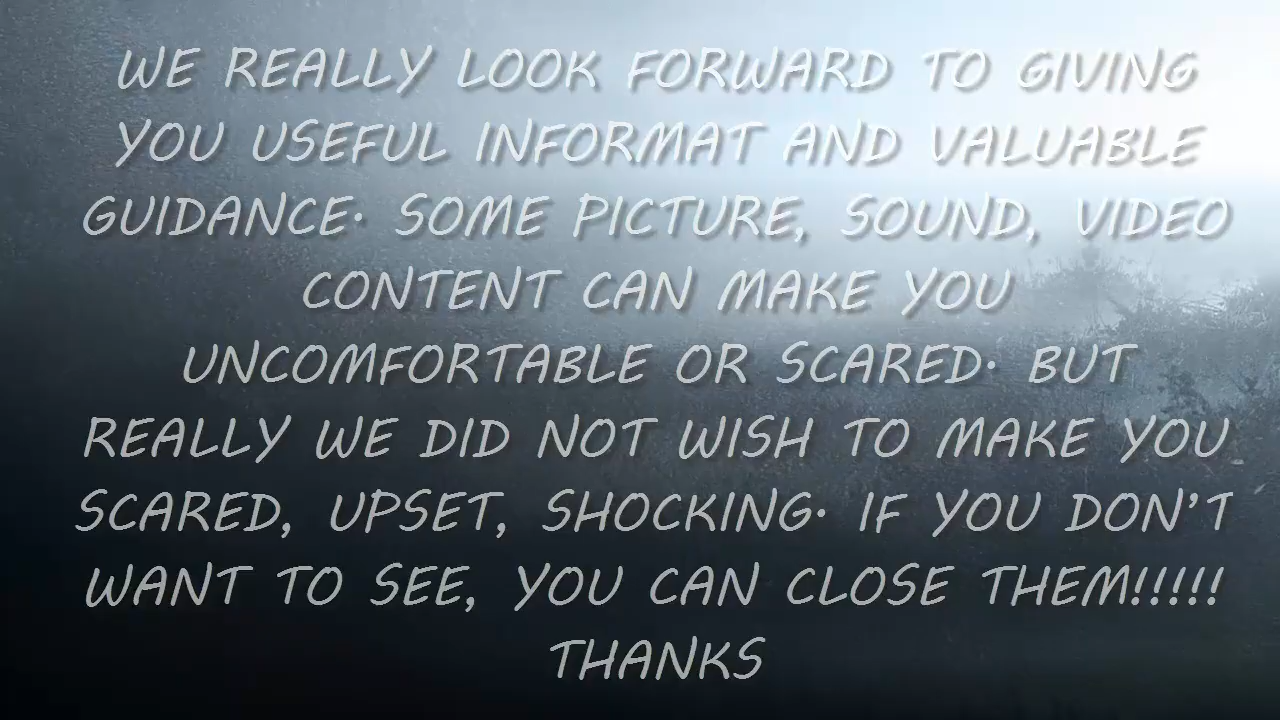 WE REALLY LOOK FORWARD TO GIVING
YOU USEFUL INFORMAT AND VALUABLE
GUIDANCE. SOME PICTURE, SOUND, VIDEO
CONTENT CAN MAKE YOU
UNCOMFORTABLE OR SCARED. BUT
REALLY WE DID NOT WISH TO MAKE YOU
SCARED, UPSET, SHOCKING. IF YOU DON'T
WANT TO SEE, YOU CAN CLOSE THEM!!!!!
THANKS